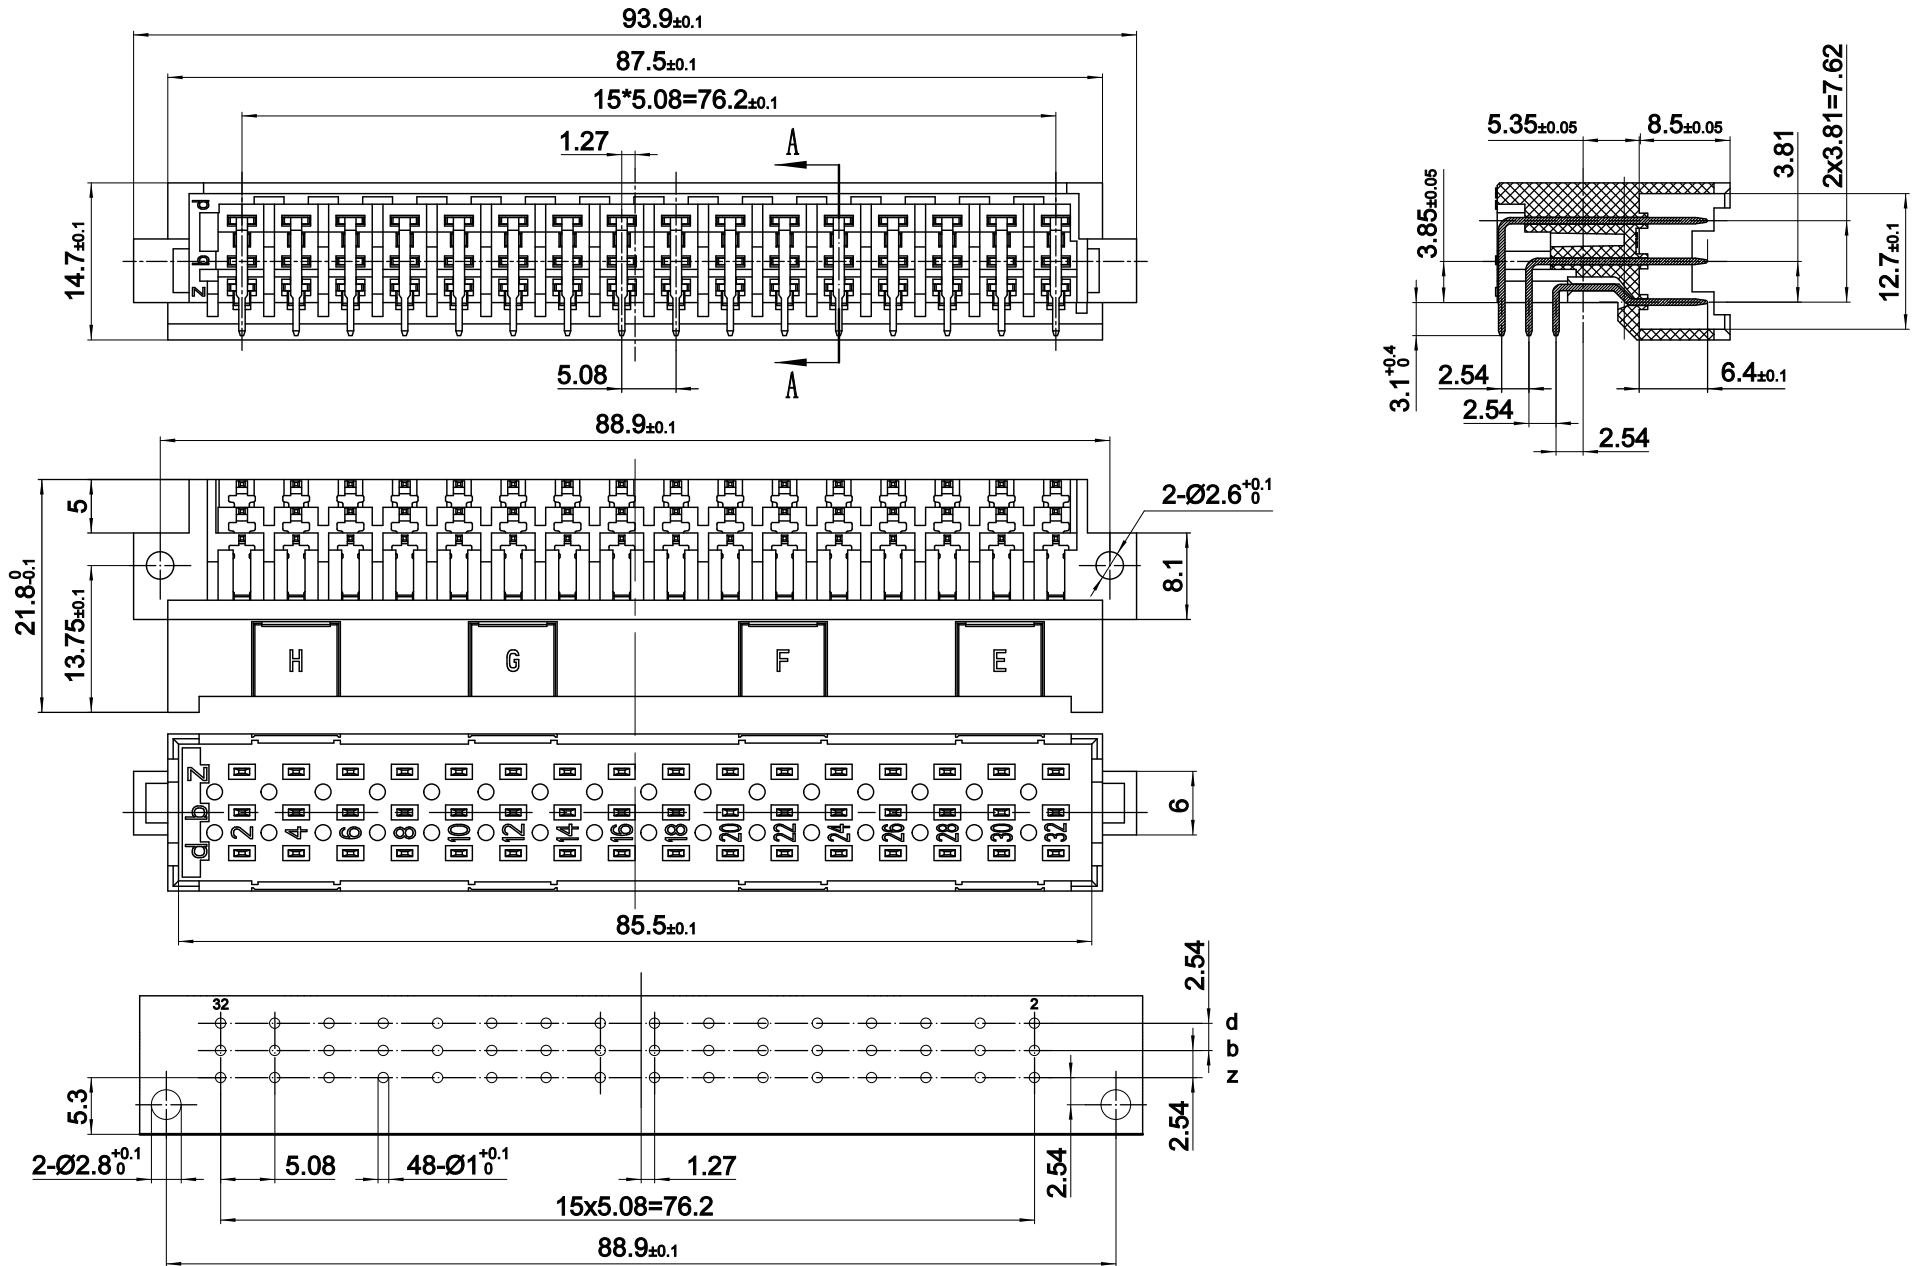 93.9±0.1
87.5±0.1
15*5.08=76.2±0.1
1.27
A
14.7±0.1
d
b
z
5.08
A
5.35±0.05
8.5±0.05
2x3.81=7.62
3.81
3.85±0.05
12.7±0.1
3.1+0.4 0
2.54
6.4±0.1
2.54
2.54
88.9±0.1
2-Ø2.6+0.1 0
5
21.8 0 -0.1
13.75±0.1
8.1
H G F E
z
b
d
2 4 6 8 10 12 14 16 18 20 22 24 26 28 30 32
6
85.5±0.1
2.54
32 2
d
b
z
5.3
2.54
2.54
2-Ø2.8+0.1 0
5.08
48-Ø1+0.1 0
1.27
15x5.08=76.2
88.9±0.1